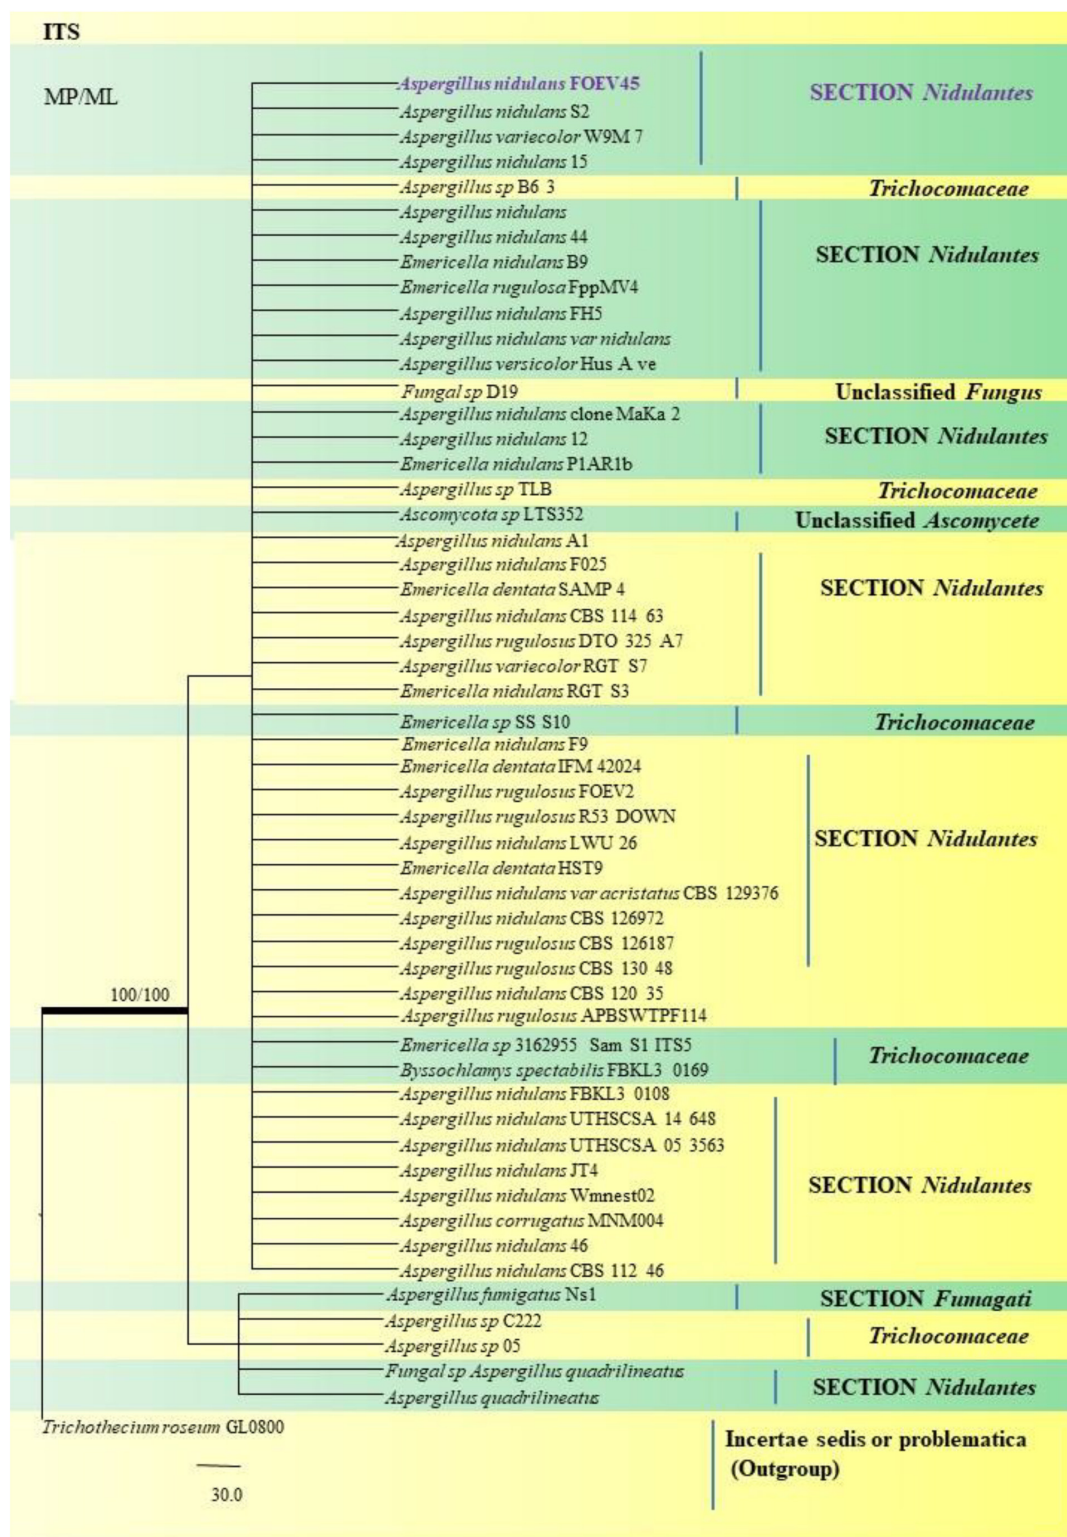 ITS
MP/ML
Aspergillus nidulans FOEV45
SECTION Nidulantes
Aspergillus nidulans S2
Aspergillus variecolor W9M 7
Aspergillus nidulans 15
Aspergillus sp B6 3
Trichocomaceae
Aspergillus nidulans
Aspergillus nidulans 44
SECTION Nidulantes
Emericella nidulans B9
Emericella rugulosa FppMV4
Aspergillus nidulans FH5
Aspergillus nidulans var nidulans
Aspergillus versicolor Hus A ve
Fungal sp D19
Unclassified Fungus
Aspergillus nidulans clone MaKa 2
Aspergillus nidulans 12
SECTION Nidulantes
Emericella nidulans P1AR1b
Aspergillus sp TLB
Trichocomaceae
Ascomycota sp LTS352
Unclassified Ascomycete
Aspergillus nidulans A1
Aspergillus nidulans F025
Emericella dentata SAMP 4
SECTION Nidulantes
Aspergillus nidulans CBS 114 63
Aspergillus rugulosus DTO 325 A7
Aspergillus variecolor RGT S7
Emericella nidulans RGT S3
Emericella sp SS S10
Trichocomaceae
Emericella nidulans F9
Emericella dentata IFM 42024
Aspergillus rugulosus FOEV2
Aspergillus rugulosus R53 DOWN
Aspergillus nidulans LWU 26
SECTION Nidulantes
Emericella dentata HST9
Aspergillus nidulans var acristatus CBS 129376
Aspergillus nidulans CBS 126972
Aspergillus rugulosus CBS 126187
Aspergillus rugulosus CBS 130 48
Aspergillus nidulans CBS 120 35
100/100
Aspergillus rugulosus APBSWTPF114
Emericella sp 3162955 Sam S1 ITS5
Trichocomaceae
Byssochlamys spectabilis FBKL3 0169
Aspergillus nidulans FBKL3 0108
Aspergillus nidulans UTHSCSA 14 648
Aspergillus nidulans UTHSCSA 05 3563
Aspergillus nidulans JT4
SECTION Nidulantes
Aspergillus nidulans Wmnest02
Aspergillus corrugatus MNM004
Aspergillus nidulans 46
Aspergillus nidulans CBS 112 46
Aspergillus fumigatus Ns1
SECTION Fumagati
Aspergillus sp C222
Trichocomaceae
Aspergillus sp 05
Fungal sp Aspergillus quadrilineatus
SECTION Nidulantes
Aspergillus quadrilineatus
Trichothecium roseum GL0800
Incertae sedis or problematica
(Outgroup)
30.0